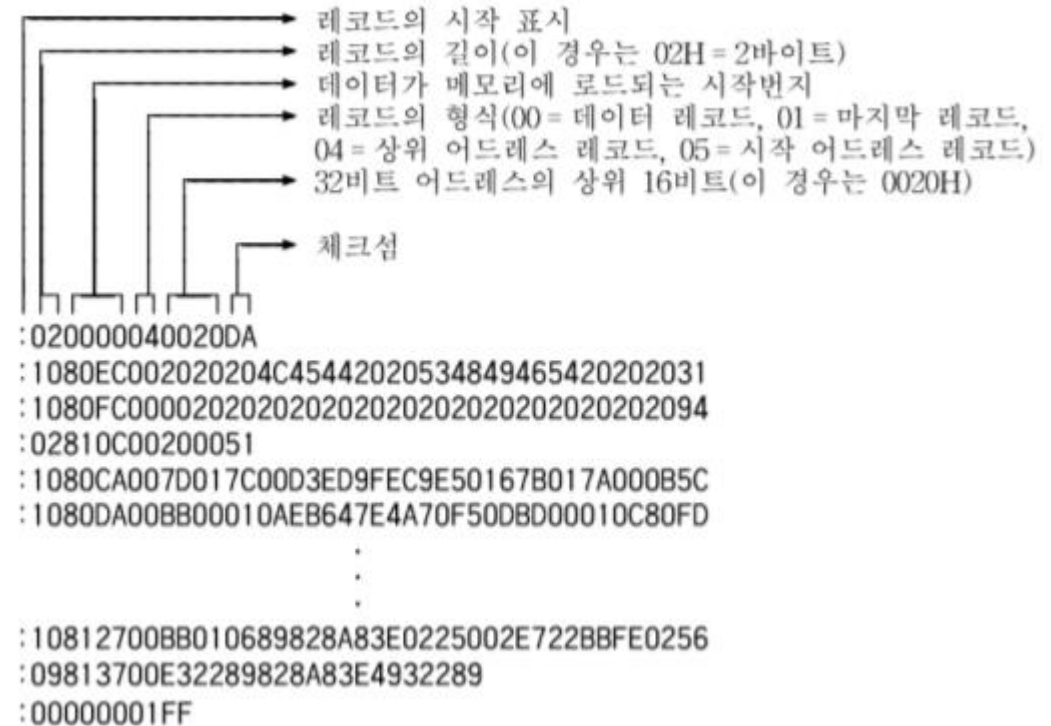 레코드의 시작 표시
레코드의 길이(이 경우는 02H=2바이트)
데이터가 메모리에 로드되는 시작번지
레코드의 형식(00=데이터 레코드, 01=마지막 레코드,
04=상위 어드레스 레코드, 05=시작 어드레스 레코드)
32비트 어드레스의 상위 16비트(이 경우는 0020H)
체크섬
:020000040020DA
:1080EC002020204C45442020534849465420202031
:1080FC000020202020202020202020202020202094
:02810C00200051
:1080CA007D017C00D3ED9FEC9E50167B017A000B5C
:1080DA00BB00010AEB647E4A70F50DBD00010C80FD
.
.
.
:10812700BB010689828A83E0225002E722BBFE0256
:09813700E32289828A83E4932289
:00000001FF